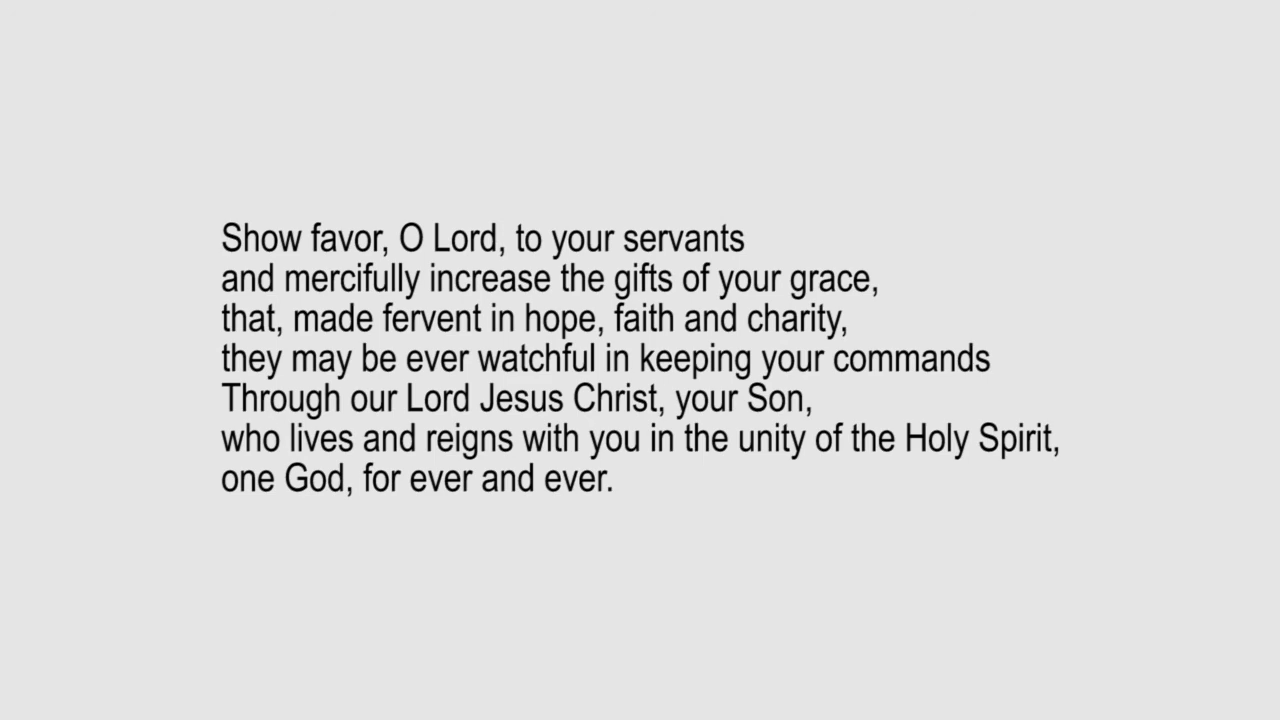 Show favor, O Lord, to your servants
and mercifully increase the gifts of your grace,
that, made fervent in hope, faith and charity,
they may be ever watchful in keeping your commands
Through our Lord Jesus Christ, your Son,
who lives and reigns with you in the unity of the Holy Spirit,
one God, for ever and ever.